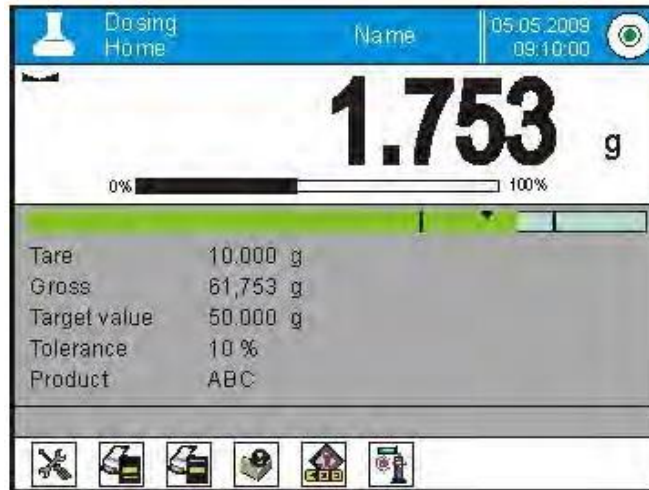 Dosing
Home
Name
05.05.2009
09:10:00
1.753 g
0% 100%
Tare 10.000 g
Gross 61,753 g
Target value 50.000 g
Tolerance 10 %
Product ABC